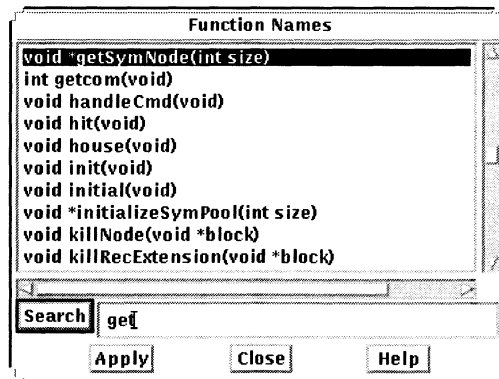 Function Names
void *getSymNode(int size)
int getcom(void)
void handleCmd(void)
void hit(void)
void house(void)
void init(void)
void initial(void)
void *initializeSymPool(int size)
void killNode(void *block)
void killRecExtension(void *block)
Search get
Apply Close Help